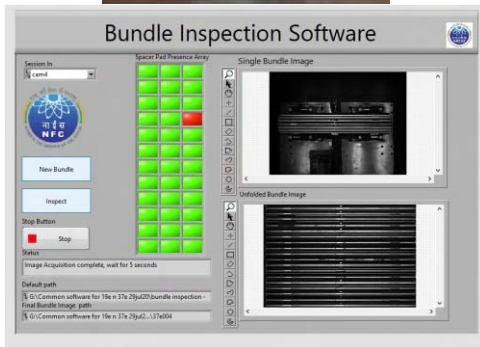 Bundle Inspection Software
Session In
cam4
Spacer Pad Presence Array
Single Bundle Image
NFC
New Bundle
Inspect
Stop Button
Stop
Status
Image Acquisition complete, wait for 5 seconds
Unfolded Bundle Image
Default path
G:\Common software for 19e n 37e 29jul20\bundle inspection -
Final Bundle Image: path
G:\Common software for 19e n 37e 29jul2...\37e004